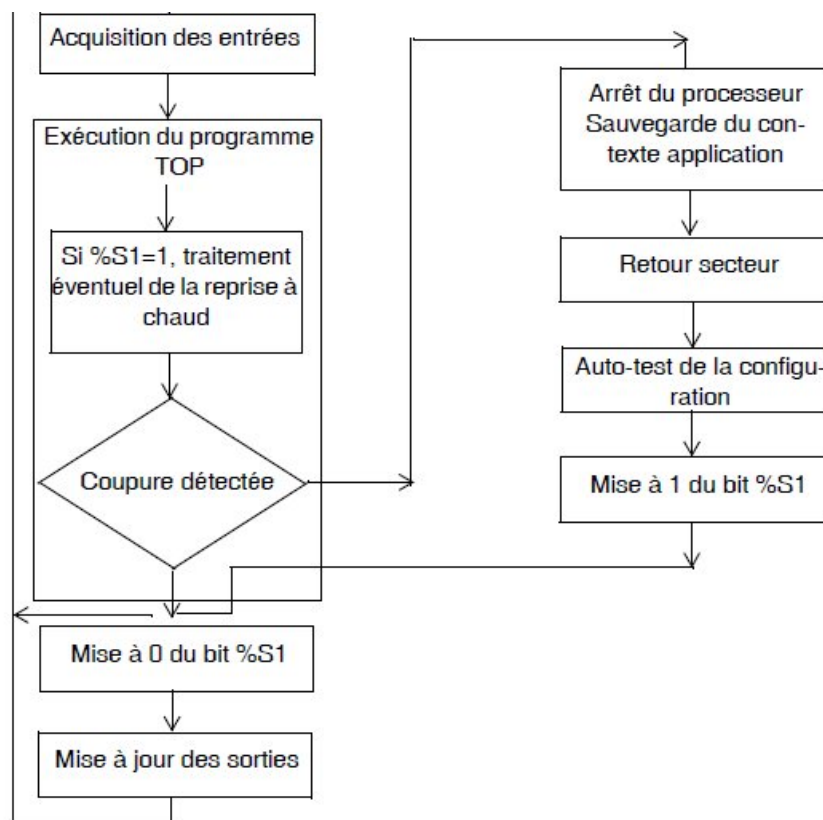 Acquisition des entrées
Exécution du programme
TOP
Si %S1=1, traitement
éventuel de la reprise à
chaud
Coupure détectée
Mise à 0 du bit %S1
Mise à jour des sorties
Arrêt du processeur
Sauvegarde du con-
texte application
Retour secteur
Auto-test de la configu-
ration
Mise à 1 du bit %S1